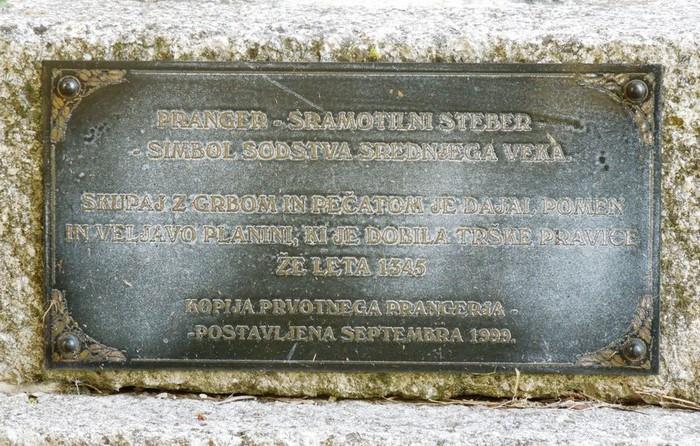 PRANGER - SRAMOTILNI STEBER -
- SIMBOL SODSTVA SREDNJEGA VEKA.
SKUPAJ Z GRBOM IN PEČATOM JE DAJAL POMEN
IN VELJAVO PLANINI, KI JE DOBILA TRŠKE PRAVICE
ŽE LETA 1345
KOPIJA PRVOTNEGA PRANGERJA -
-POSTAVLJENA SEPTEMBRA 1999.